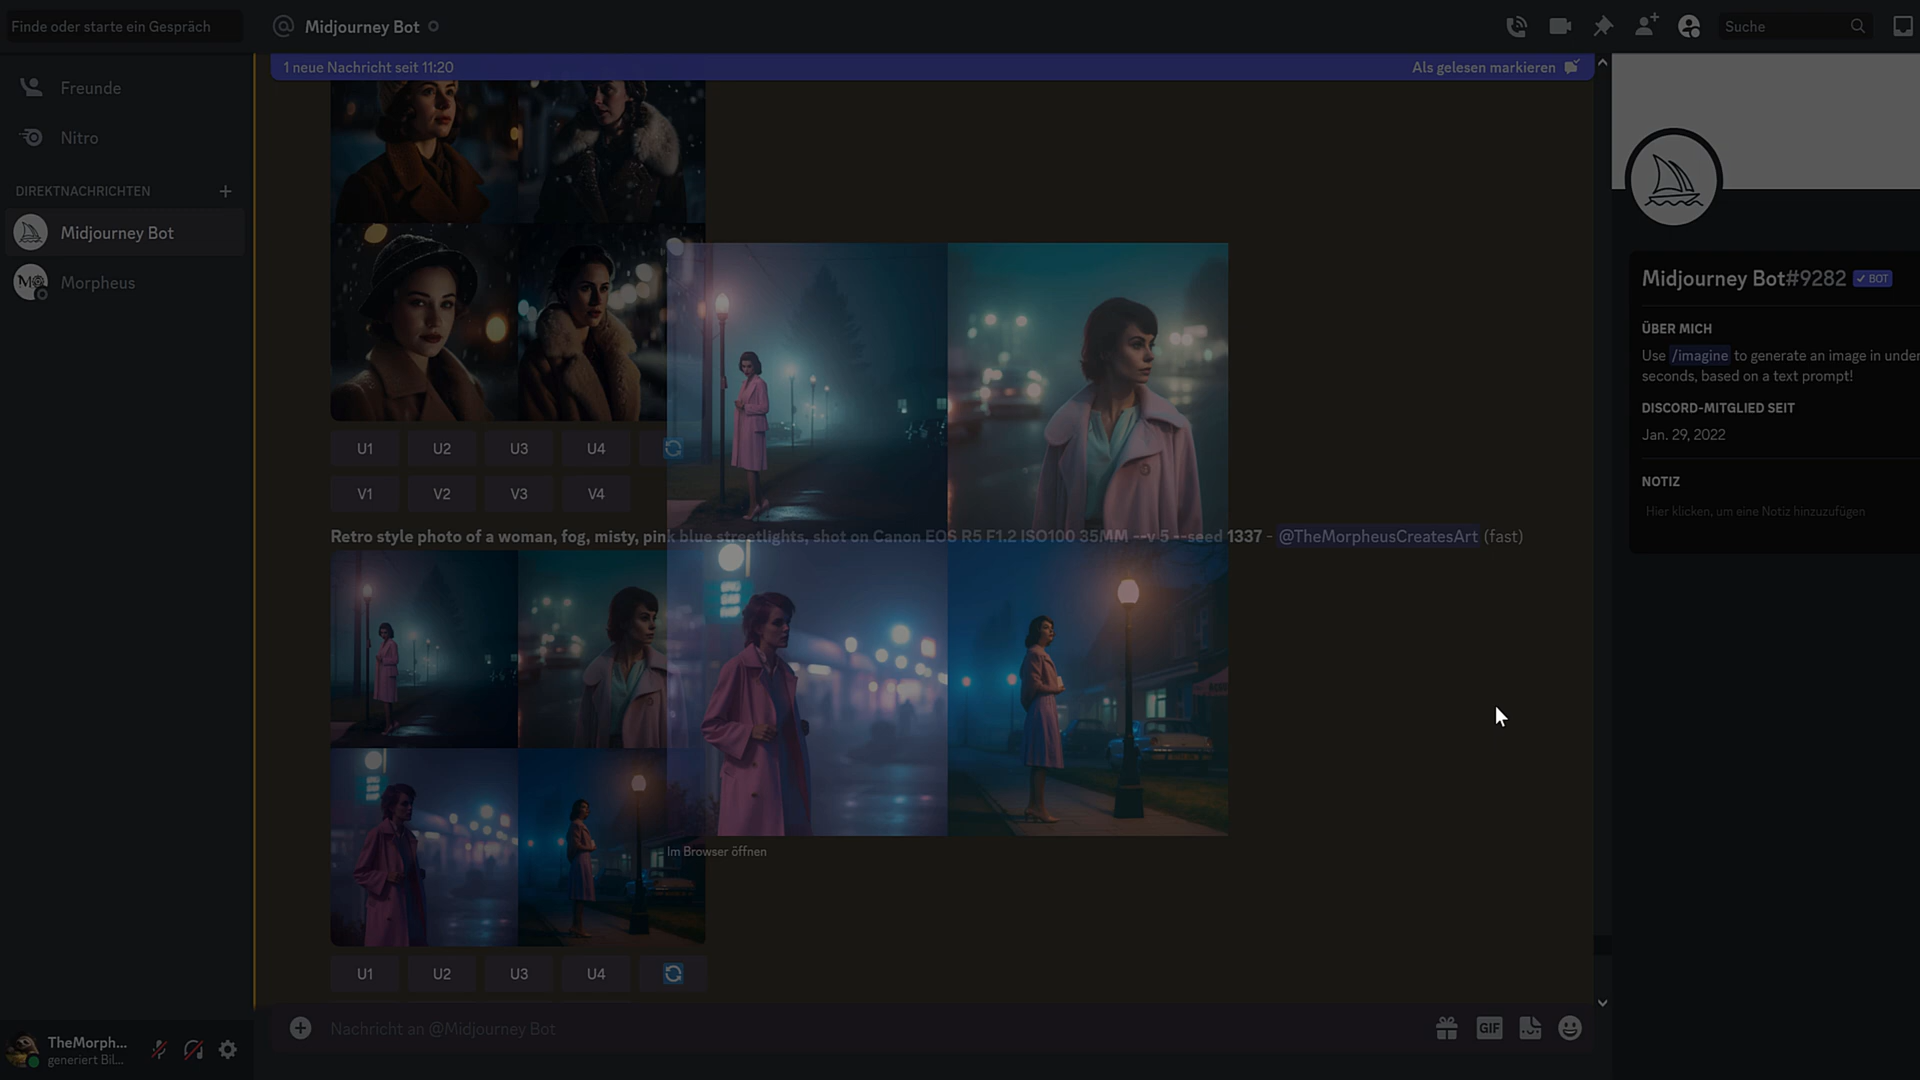 Finde oder starte ein Gespräch
Midjourney Bot
Suche
1 neue Nachricht seit 11:20
Als gelesen markieren
Freunde
Nitro
DIREKTNACHRICHTEN
Midjourney Bot
Morpheus
U1 U2 U3 U4
V1 V2 V3 V4
Retro style photo of a woman, fog, misty, pink blue streetlights, shot on Canon EOS R5 F1.2 ISO100 35MM --v 5 --seed 1337 - @TheMorpheusCreatesArt (fast)
Im Browser öffnen
U1 U2 U3 U4
Nachricht an @Midjourney Bot
GIF
TheMorph...
generiert Bil...
Midjourney Bot#9282
BOT
ÜBER MICH
Use /imagine to generate an image in under
seconds, based on a text prompt!
DISCORD-MITGLIED SEIT
Jan. 29, 2022
NOTIZ
Hier klicken, um eine Notiz hinzuzufügen